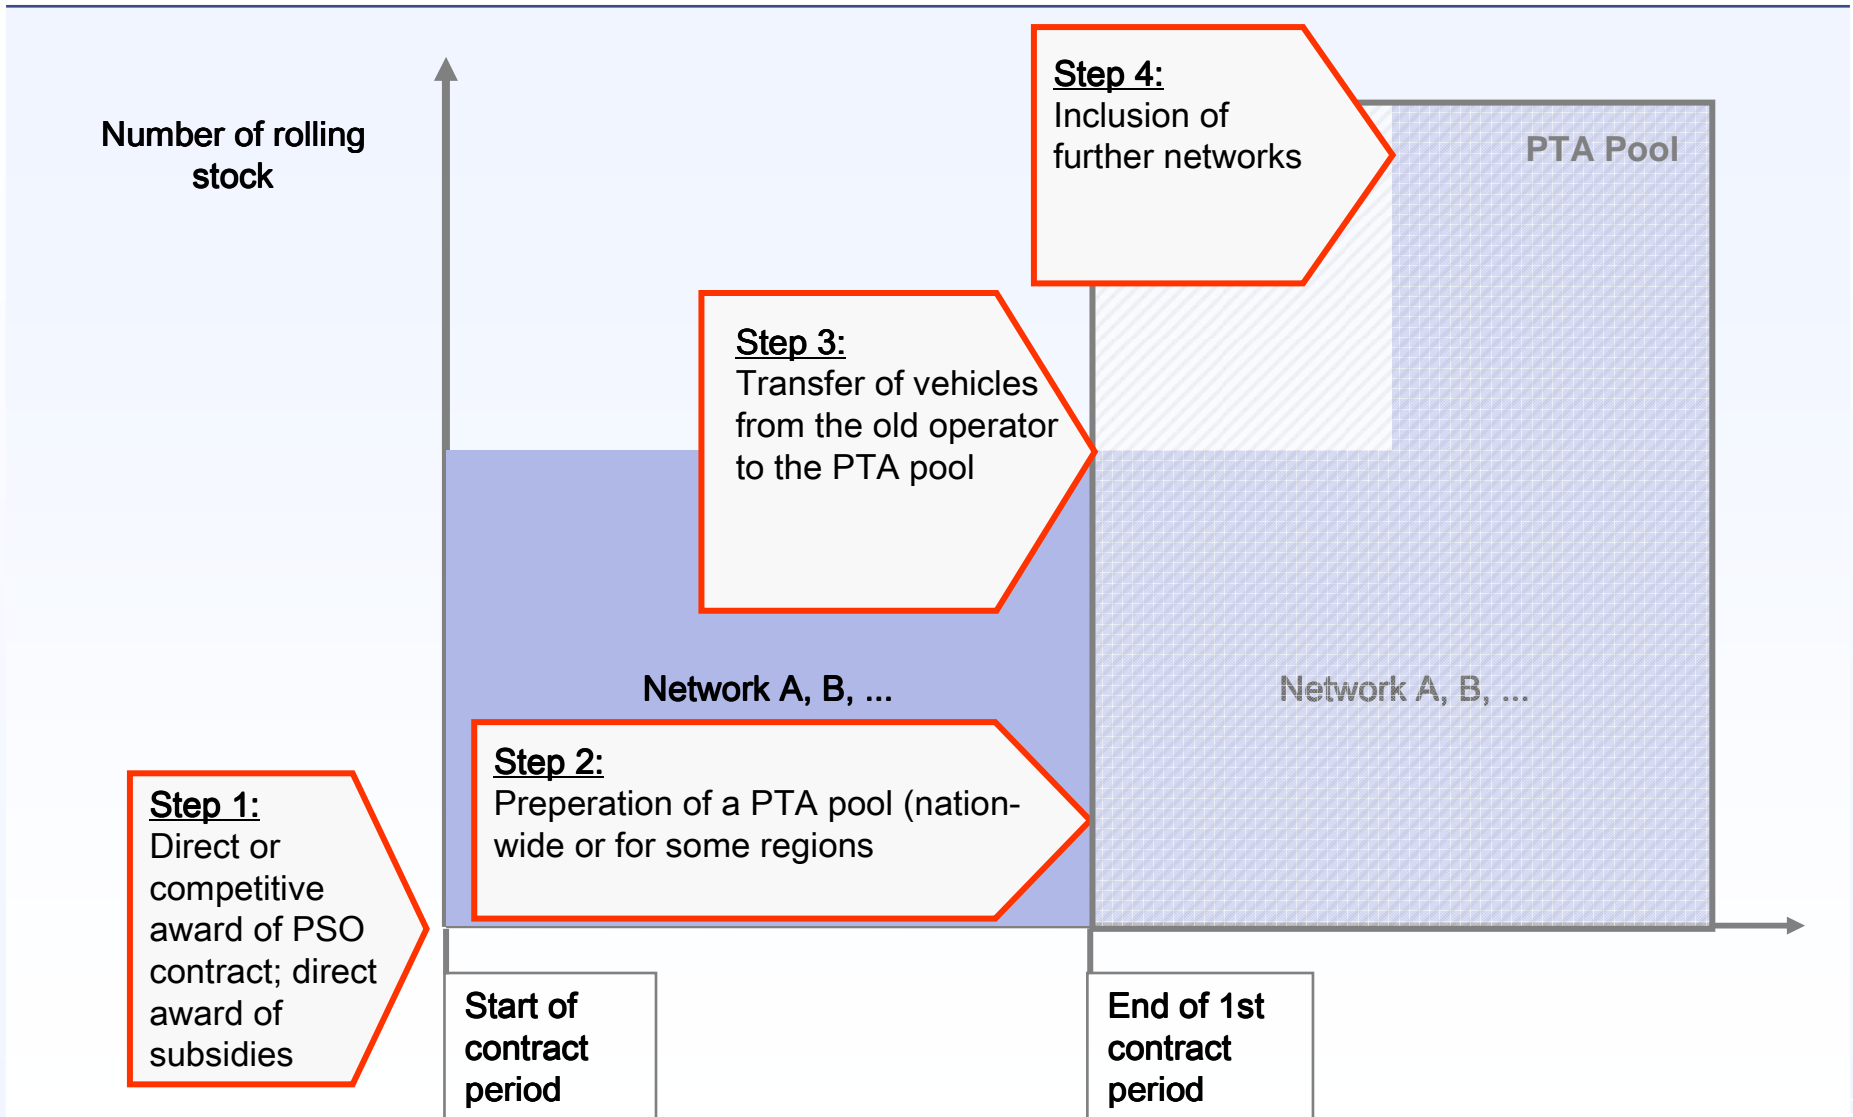 Number of rolling
stock
Step 4:
Inclusion of
further networks
PTA Pool
Step 3:
Transfer of vehicles
from the old operator
to the PTA pool
Network A, B, ...
Network A, B, ...
Step 2:
Preperation of a PTA pool (nation-
wide or for some regions
Step 1:
Direct or
competitive
award of PSO
contract; direct
award of
subsidies
Start of
contract
period
End of 1st
contract
period